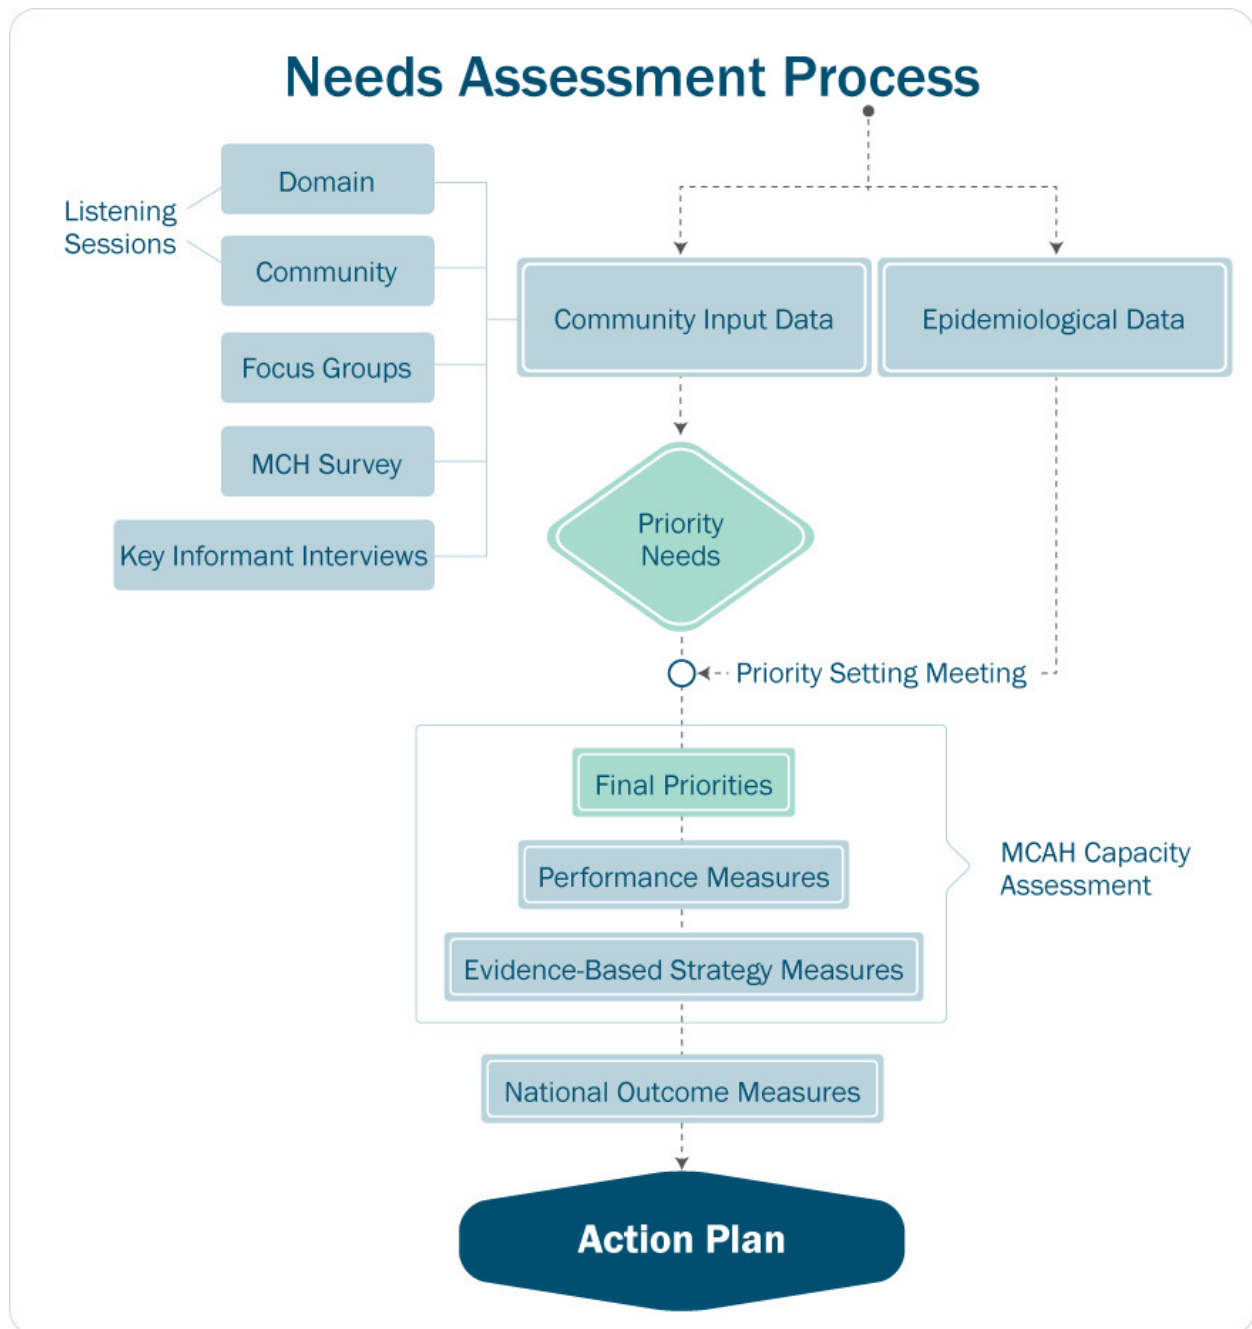 Needs Assessment Process
Domain
Listening
Sessions
Community
Focus Groups
MCH Survey
Key Informant Interviews
Community Input Data
Epidemiological Data
Priority
Needs
Priority Setting Meeting
Final Priorities
Performance Measures
Evidence-Based Strategy Measures
MCAH Capacity
Assessment
National Outcome Measures
Action Plan